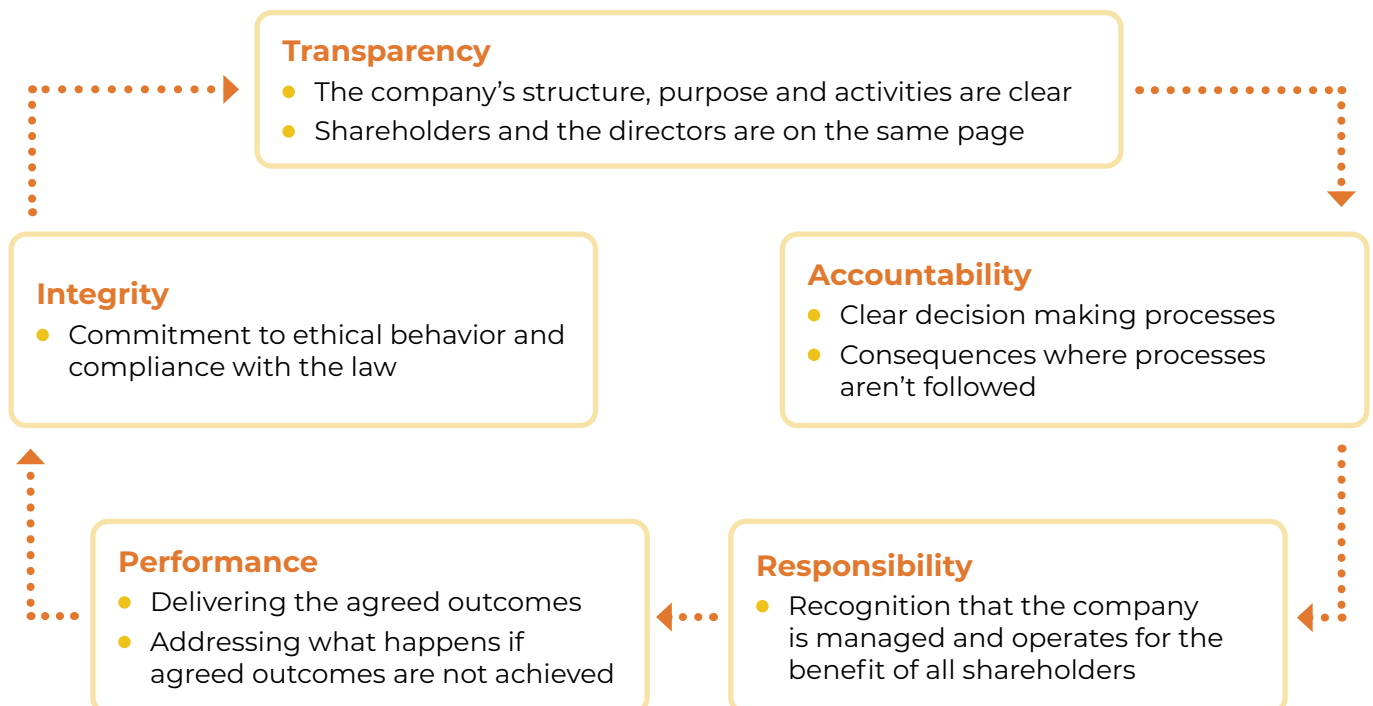 Transparency
The company’s structure, purpose and activities are clear
Shareholders and the directors are on the same page
Accountability
Clear decision making processes
Consequences where processes
aren’t followed
Responsibility
Recognition that the company
is managed and operates for the
benefit of all shareholders
Performance
Delivering the agreed outcomes
Addressing what happens if
agreed outcomes are not achieved
Integrity
Commitment to ethical behavior and
compliance with the law